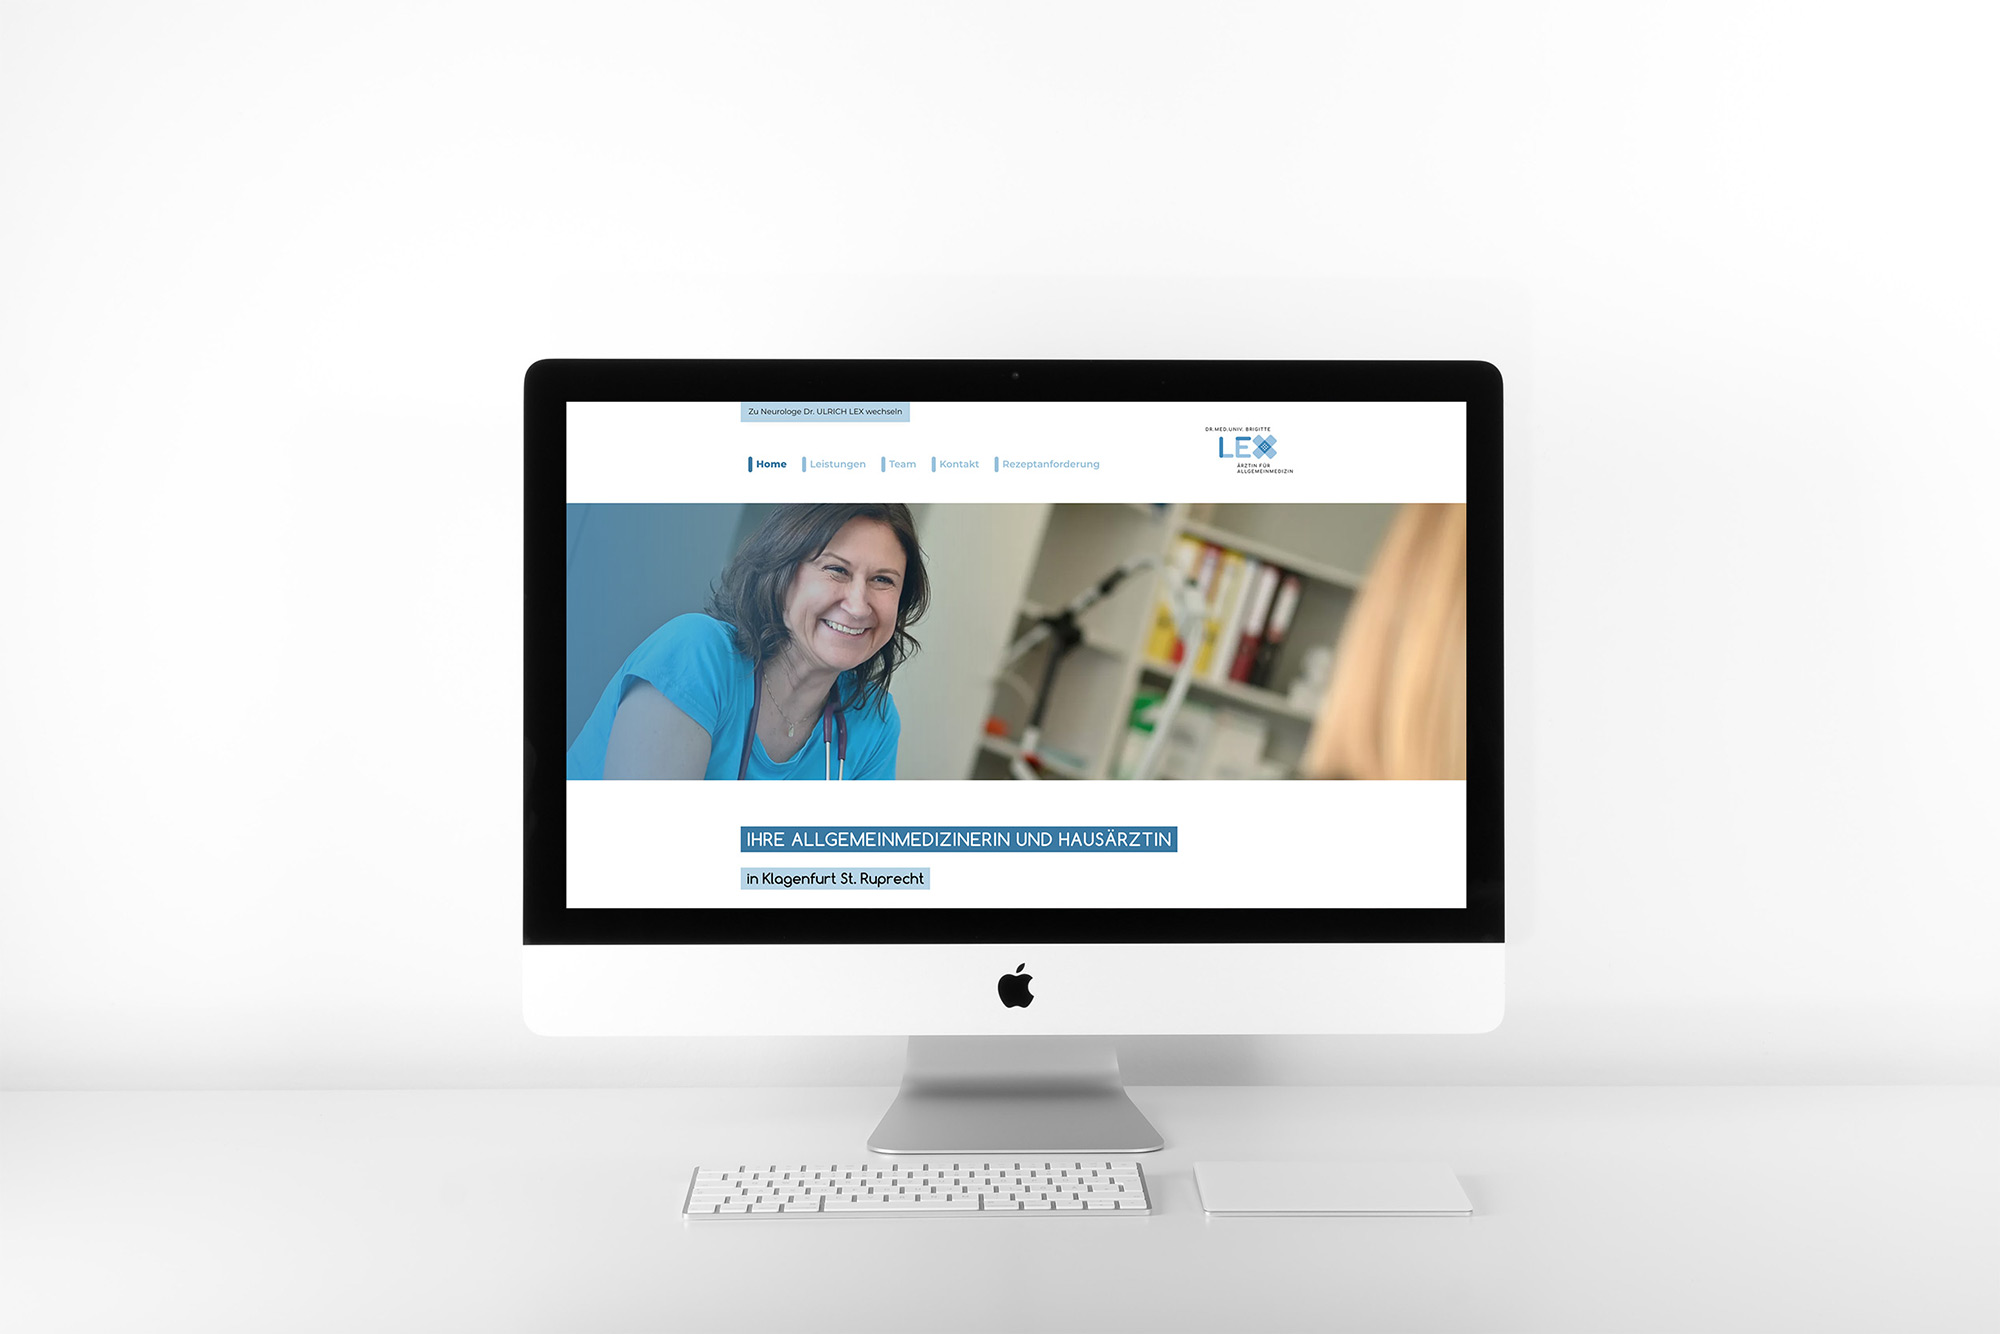 Zu Neurologe Dr. ULRICH LEX wechseln
DR.MED.UNIV. BRIGITTE
LEX
ÄRZTIN FÜR
ALLGEMEINMEDIZIN
Home Leistungen Team Kontakt Rezeptanforderung
IHRE ALLGEMEINMEDIZINERIN UND HAUSÄRZTIN
in Klagenfurt St. Ruprecht